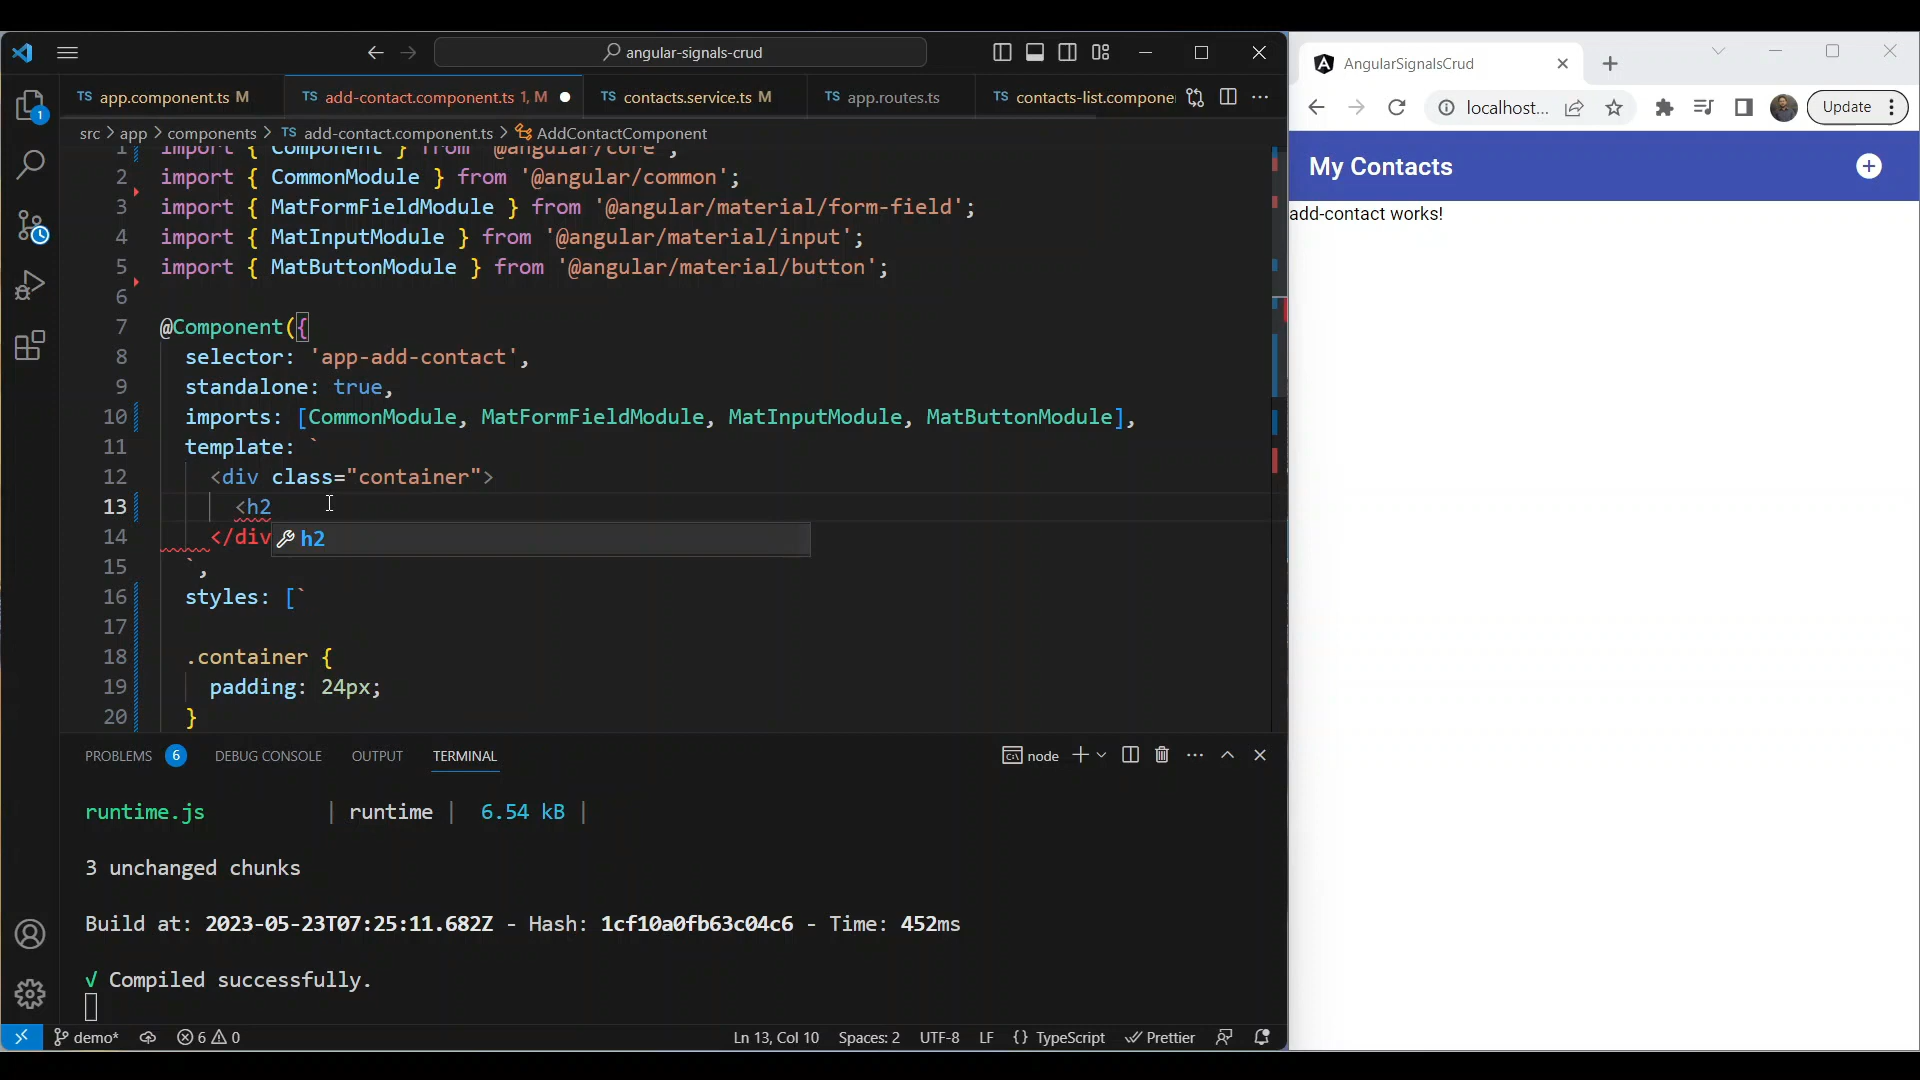 angular-signals-crud
TS app.component.ts M
TS add-contact.component.ts 1, M
TS contacts.service.ts M
TS app.routes.ts
TS contacts-list.compone
src > app > components > TS add-contact.component.ts > AddContactComponent
1 import { Component } from '@angular/core';
2 import { CommonModule } from '@angular/common';
3 import { MatFormFieldModule } from '@angular/material/form-field';
4 import { MatInputModule } from '@angular/material/input';
5 import { MatButtonModule } from '@angular/material/button';
6
7 @Component({
8 selector: 'app-add-contact',
9 standalone: true,
10 imports: [CommonModule, MatFormFieldModule, MatInputModule, MatButtonModule],
11 template: `
12 <div class="container">
13 <h2
14 </div
h2
15 `,
16 styles: [`
17
18 .container {
19 padding: 24px;
20 }
1
PROBLEMS 6 DEBUG CONSOLE OUTPUT TERMINAL
node
runtime.js | runtime | 6.54 kB |
3 unchanged chunks
Build at: 2023-05-23T07:25:11.682Z - Hash: 1cf10a0fb63c04c6 - Time: 452ms
√ Compiled successfully.
demo* 6 0 Ln 13, Col 10 Spaces: 2 UTF-8 LF {} TypeScript Prettier
AngularSignalsCrud
localhost... Update
My Contacts
add-contact works!